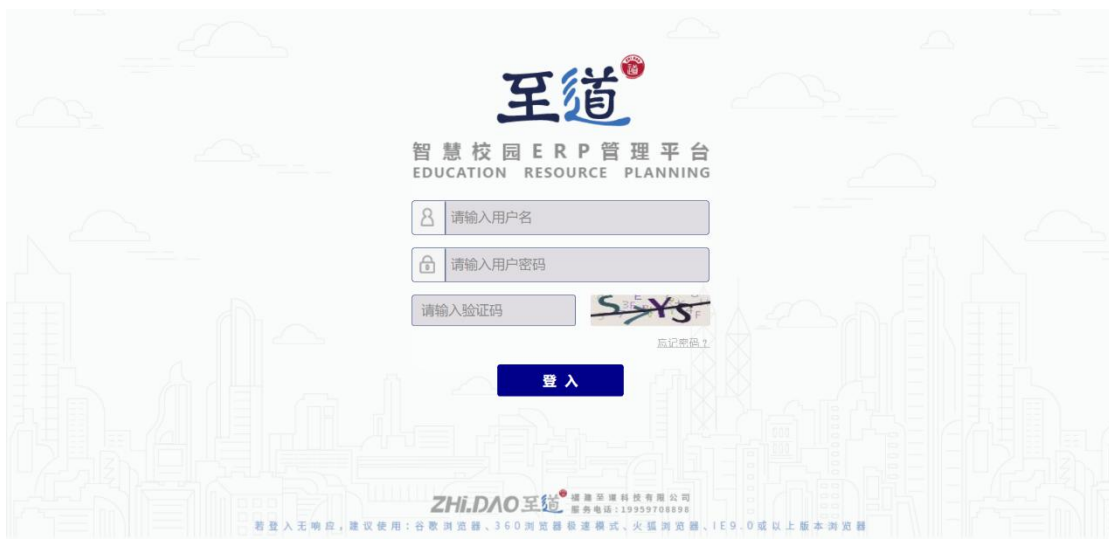 至道
智慧校园ERP管理平台
EDUCATION RESOURCE PLANNING
请输入用户名
请输入用户密码
请输入验证码
忘记密码？
登入
ZHi.DAO至道
福建至道科技有限公司
服务电话:19959708898
若登入无响应，建议使用:谷歌浏览器、360浏览器极速模式、火狐浏览器、IE9.0或以上版本浏览器